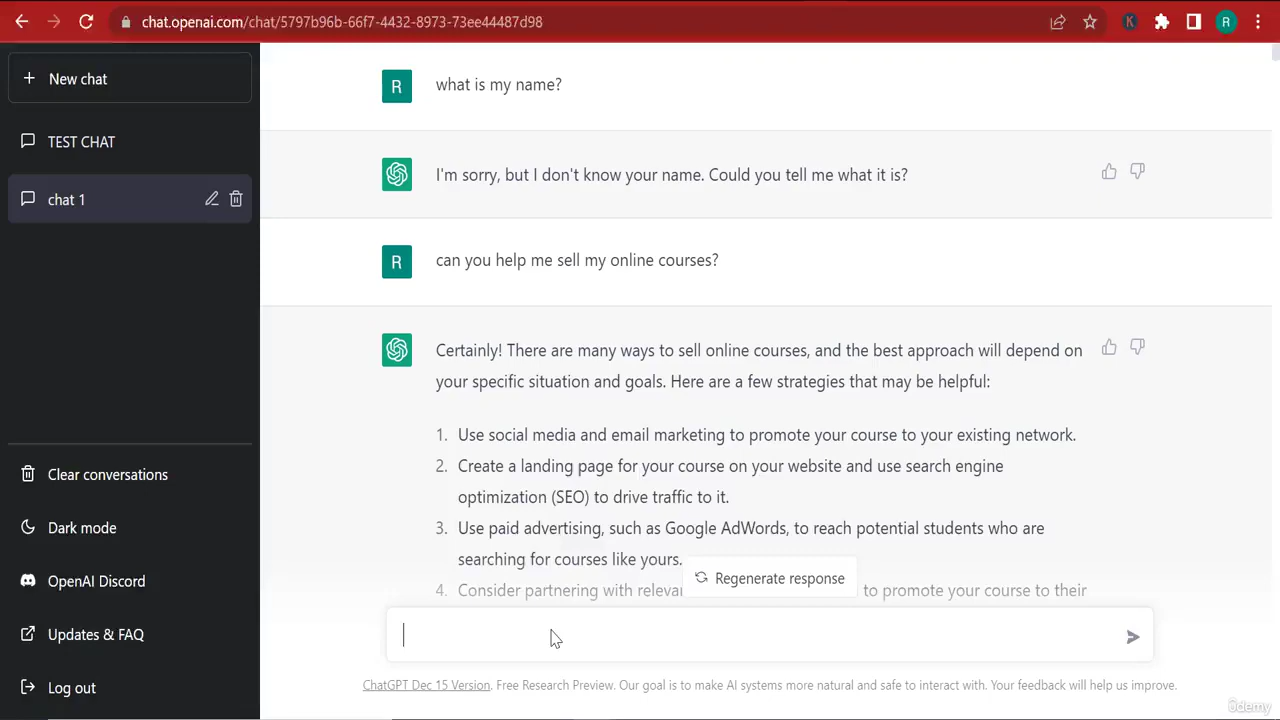 chat.openai.com/chat/5797b96b-66f7-4432-8973-73ee44487d98
K
R
New chat
TEST CHAT
chat 1
Clear conversations
Dark mode
OpenAI Discord
Updates & FAQ
Log out
R
what is my name?
I'm sorry, but I don't know your name. Could you tell me what it is?
R
can you help me sell my online courses?
Certainly! There are many ways to sell online courses, and the best approach will depend on
your specific situation and goals. Here are a few strategies that may be helpful:
1. Use social media and email marketing to promote your course to your existing network.
2. Create a landing page for your course on your website and use search engine
optimization (SEO) to drive traffic to it.
3. Use paid advertising, such as Google AdWords, to reach potential students who are
searching for courses like yours.
Regenerate response
4. Consider partnering with releva to promote your course to their
ChatGPT Dec 15 Version. Free Research Preview. Our goal is to make AI systems more natural and safe to interact with. Your feedback will help us improve.
ûdemy